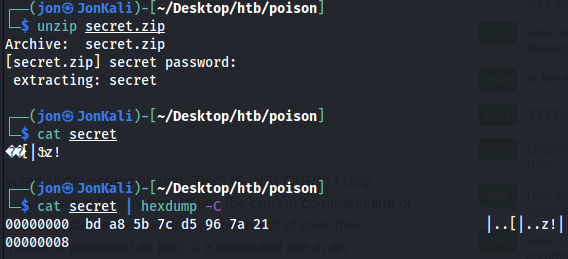 ┌──(jon㉿JonKali)-[~/Desktop/htb/poison]
└─$ unzip secret.zip
Archive:  secret.zip
[secret.zip] secret password:
 extracting: secret
┌──(jon㉿JonKali)-[~/Desktop/htb/poison]
└─$ cat secret
��[|Ֆz!
┌──(jon㉿JonKali)-[~/Desktop/htb/poison]
└─$ cat secret | hexdump -C
00000000  bd a8 5b 7c d5 96 7a 21                           |..[|..z!|
00000008